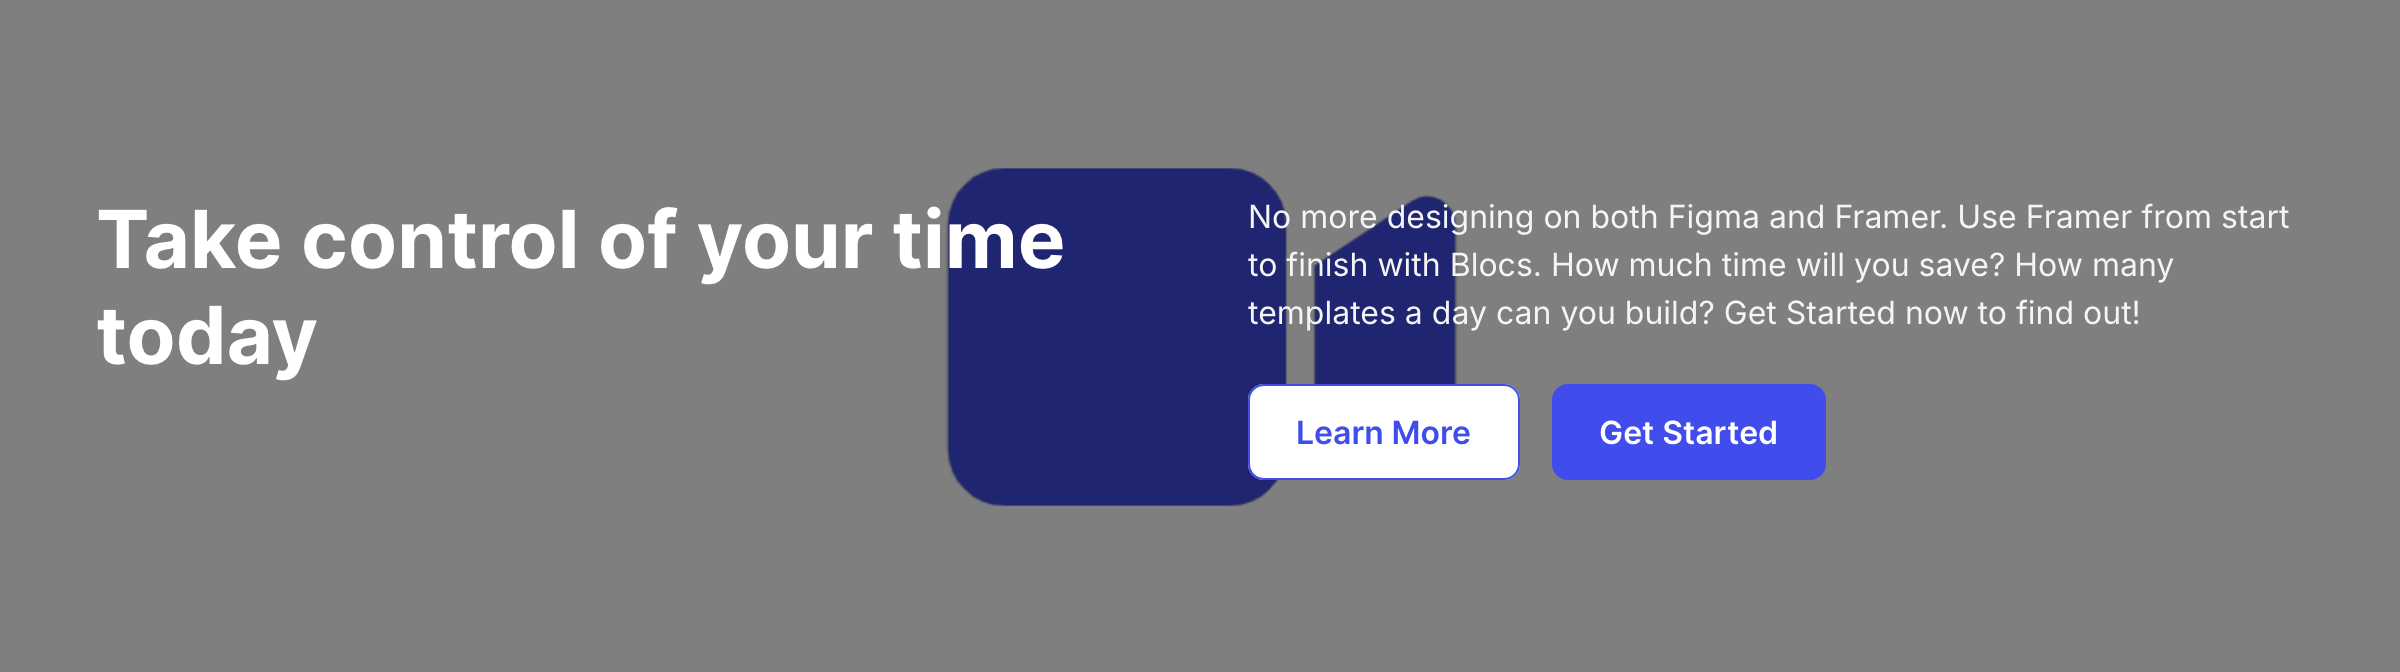 Take control of your time
today
No more designing on both Figma and Framer. Use Framer from start
to finish with Blocs. How much time will you save? How many
templates a day can you build? Get Started now to find out!
Learn More
Get Started